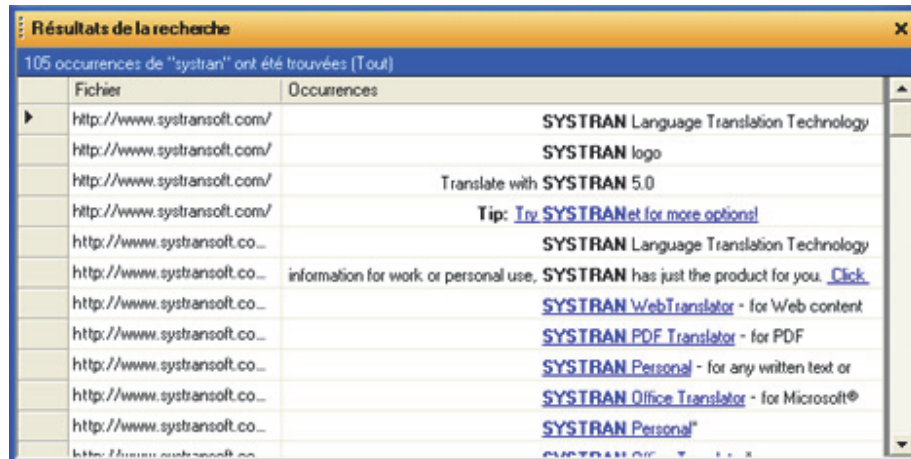 Résultats de la recherche
105 occurrences de "systran" ont été trouvées (Tout)
Fichier Occurrences
http://www.systransoft.com/ SYSTRAN Language Translation Technology
http://www.systransoft.com/ SYSTRAN logo
http://www.systransoft.com/ Translate with SYSTRAN 5.0
http://www.systransoft.com/ Tip: Try SYSTRANet for more options!
http://www.systransoft.co... SYSTRAN Language Translation Technology
http://www.systransoft.co... information for work or personal use, SYSTRAN has just the product for you. Click
http://www.systransoft.co... SYSTRAN WebTranslator - for Web content
http://www.systransoft.co... SYSTRAN PDF Translator - for PDF
http://www.systransoft.co... SYSTRAN Personal - for any written text or
http://www.systransoft.co... SYSTRAN Office Translator - for Microsoft®
http://www.systransoft.co... SYSTRAN Personal"
http://www.systransoft.co... SYSTRAN Office